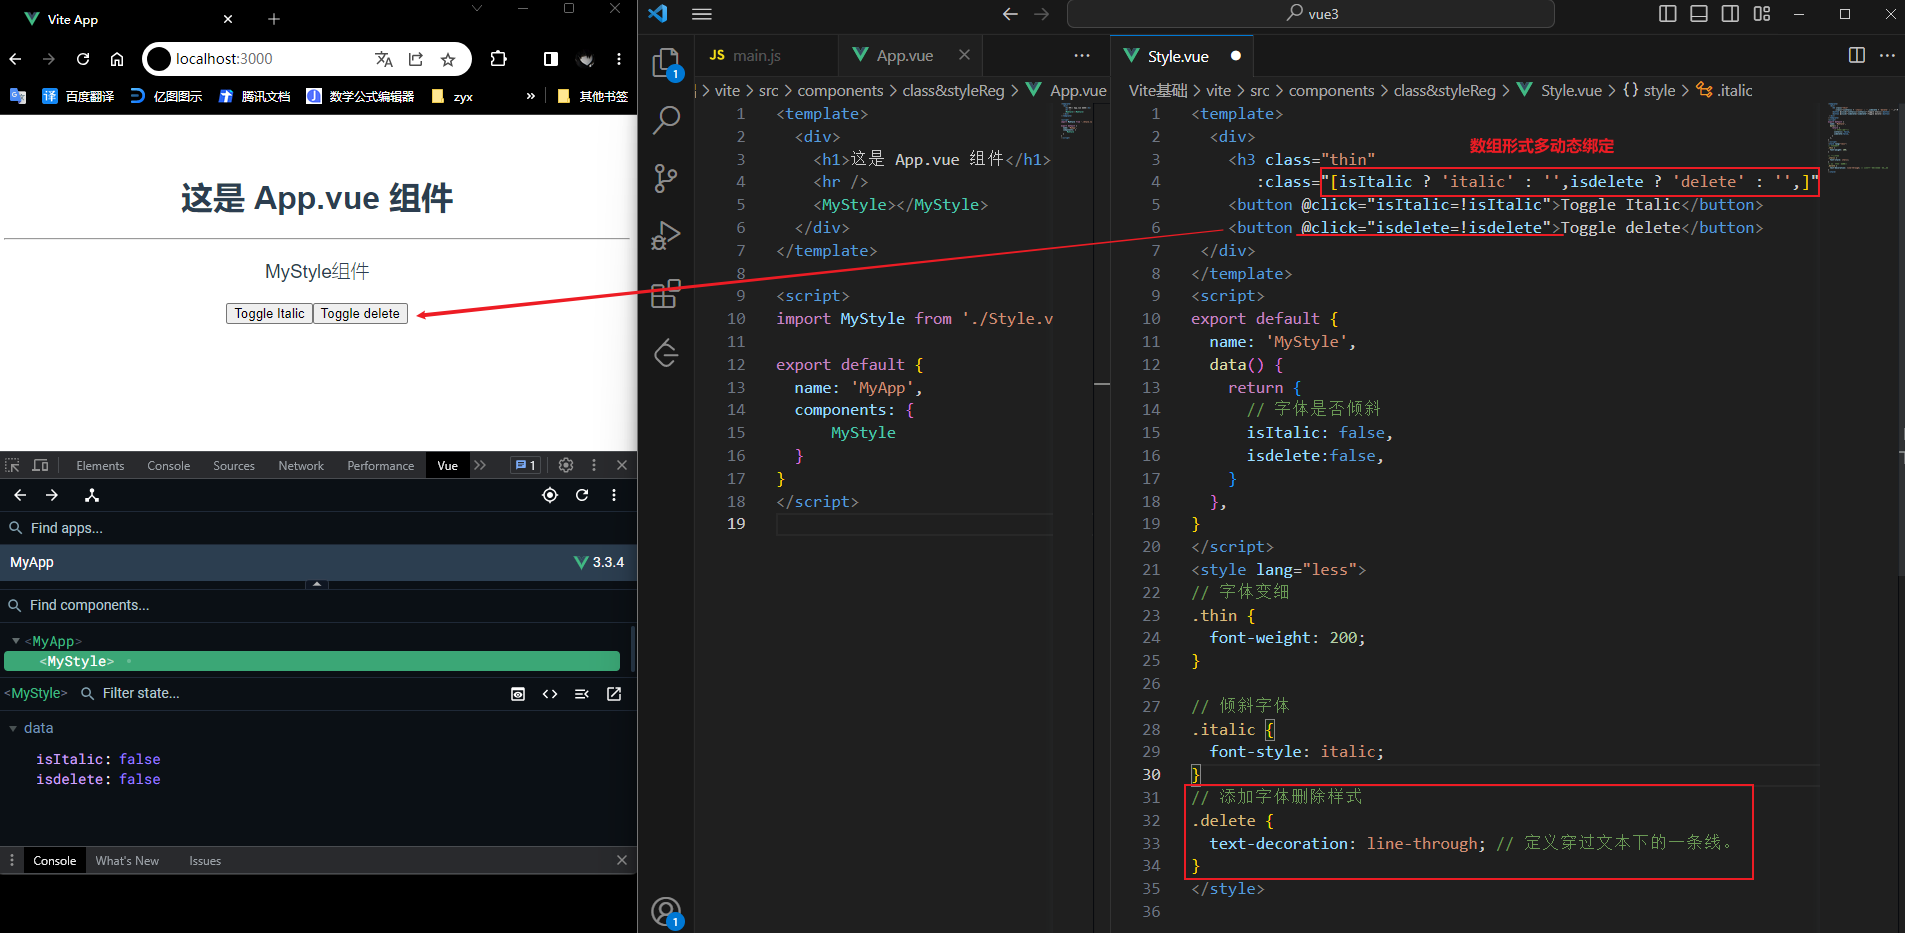 Vite App
localhost:3000
百度翻译
亿图图示
腾讯文档
数学公式编辑器
zyx
»
其他书签
这是 App.vue 组件
MyStyle组件
Toggle Italic
Toggle delete
Elements
Console
Sources
Network
Performance
Vue
1
Find apps...
MyApp
3.3.4
Find components...
<MyApp>
<MyStyle>
<MyStyle>
Filter state...
data
isItalic: false
isdelete: false
Console
What's New
Issues
vue3
1
1
JS main.js
App.vue
> vite > src > components > class&styleReg > App.vue
1 <template>
2 <div>
3 <h1>这是 App.vue 组件</h1>
4 <hr />
5 <MyStyle></MyStyle>
6 </div>
7 </template>
8
9 <script>
10 import MyStyle from './Style.v
11
12 export default {
13 name: 'MyApp',
14 components: {
15 MyStyle
16 }
17 }
18 </script>
19
Style.vue
Vite基础 > vite > src > components > class&styleReg > Style.vue > {} style > .italic
数组形式多动态绑定
1 <template>
2 <div>
3 <h3 class="thin"
4 :class="[isItalic ? 'italic' : '',isdelete ? 'delete' : '',]"
5 <button @click="isItalic=!isItalic">Toggle Italic</button>
6 <button @click="isdelete=!isdelete">Toggle delete</button>
7 </div>
8 </template>
9 <script>
10 export default {
11 name: 'MyStyle',
12 data() {
13 return {
14 // 字体是否倾斜
15 isItalic: false,
16 isdelete:false,
17 }
18 },
19 }
20 </script>
21 <style lang="less">
22 // 字体变细
23 .thin {
24 font-weight: 200;
25 }
26
27 // 倾斜字体
28 .italic {
29 font-style: italic;
30 }
31 // 添加字体删除样式
32 .delete {
33 text-decoration: line-through; // 定义穿过文本下的一条线。
34 }
35 </style>
36